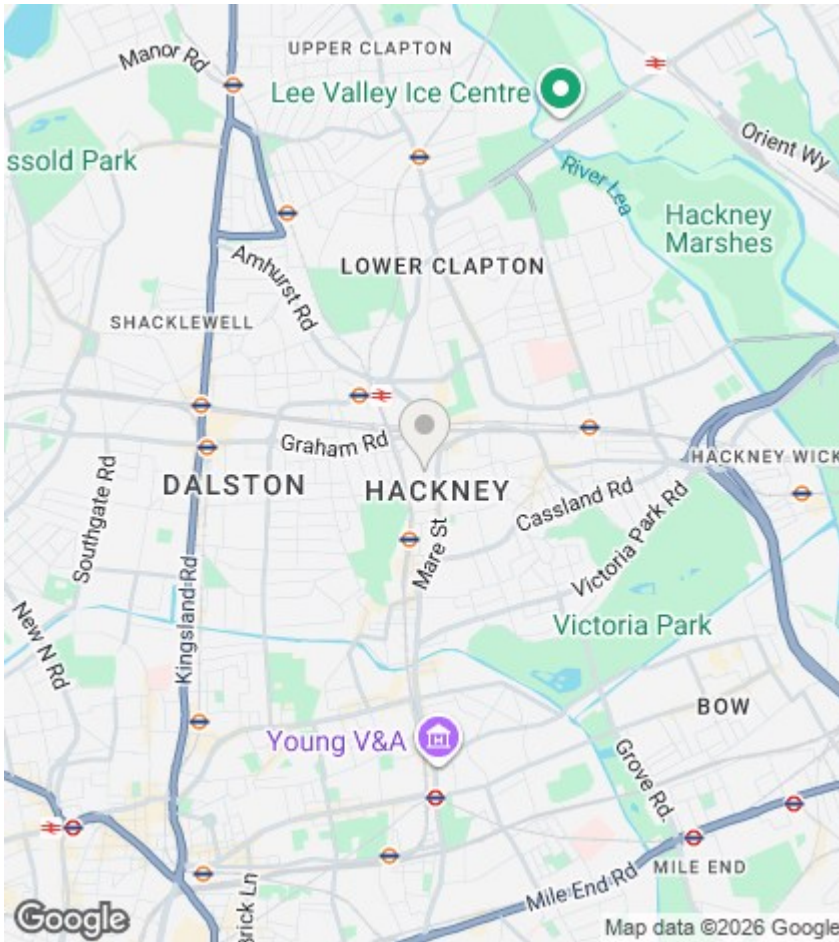 UPPER CLAPTON
Manor Rd
Lee Valley Ice Centre
Orient Wy
ssold Park
River Lea
Hackney
Marshes
Amhurst Rd
LOWER CLAPTON
SHACKLEWELL
Graham Rd
HACKNEY WICK
DALSTON
HACKNEY
Cassland Rd
Southgate Rd
Victoria Park Rd
Mare St
Kingsland Rd
New N Rd
Victoria Park
BOW
Young V&A
H
Grove Rd.
MILE END
Mile End Rd
Brick Ln
Google
Map data ©2026 Google